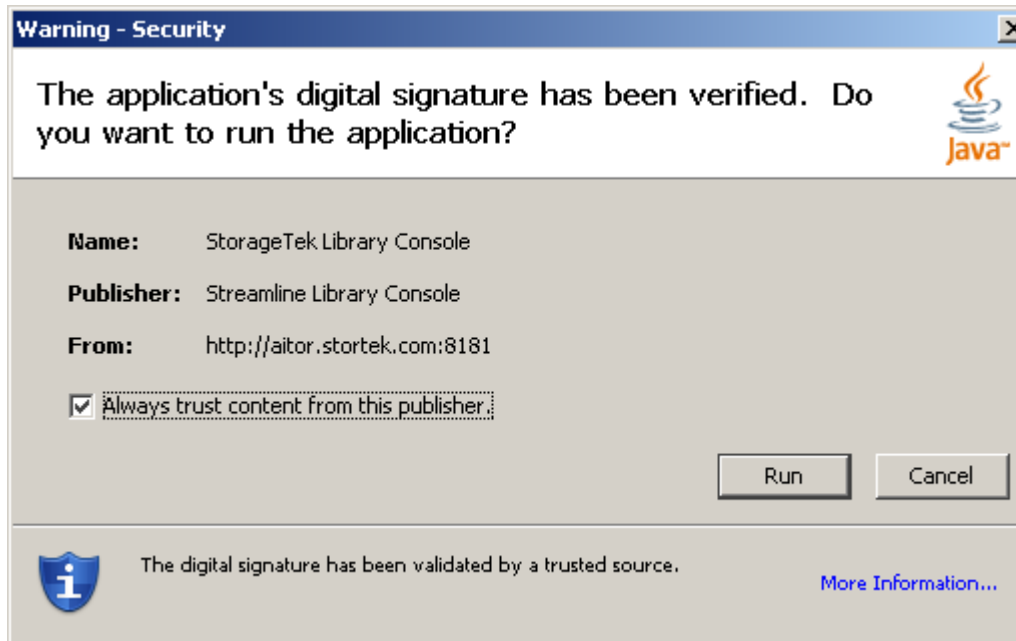 Warning - Security
The application's digital signature has been verified. Do
you want to run the application?
Java™
Name: StorageTek Library Console
Publisher: Streamline Library Console
From: http://aitor.stortek.com:8181
Always trust content from this publisher.
Run Cancel
The digital signature has been validated by a trusted source.
More Information...